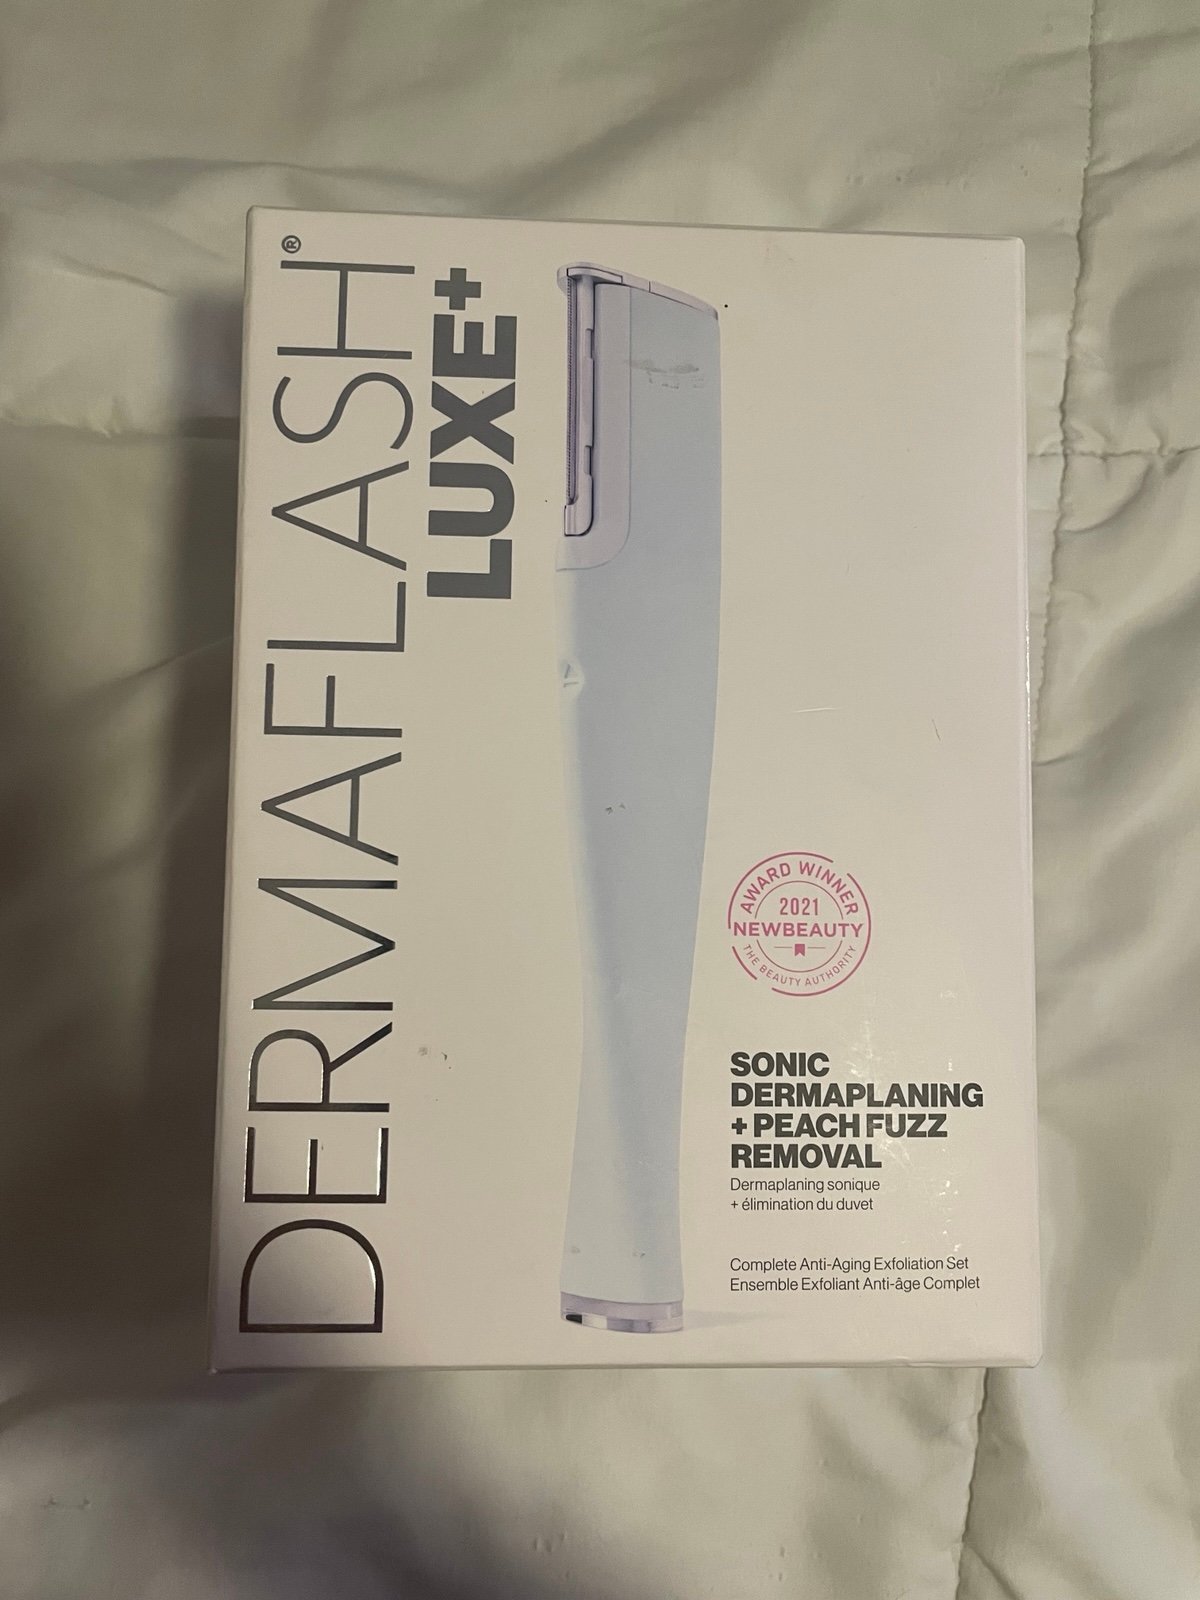 DERMAFLASH®
LUXE+
AWARD WINNER
2021
NEWBEAUTY
THE BEAUTY AUTHORITY
SONIC
DERMAPLANING
+ PEACH FUZZ
REMOVAL
Dermaplaning sonique
+ élimination du duvet
Complete Anti-Aging Exfoliation Set
Ensemble Exfoliant Anti-âge Complet